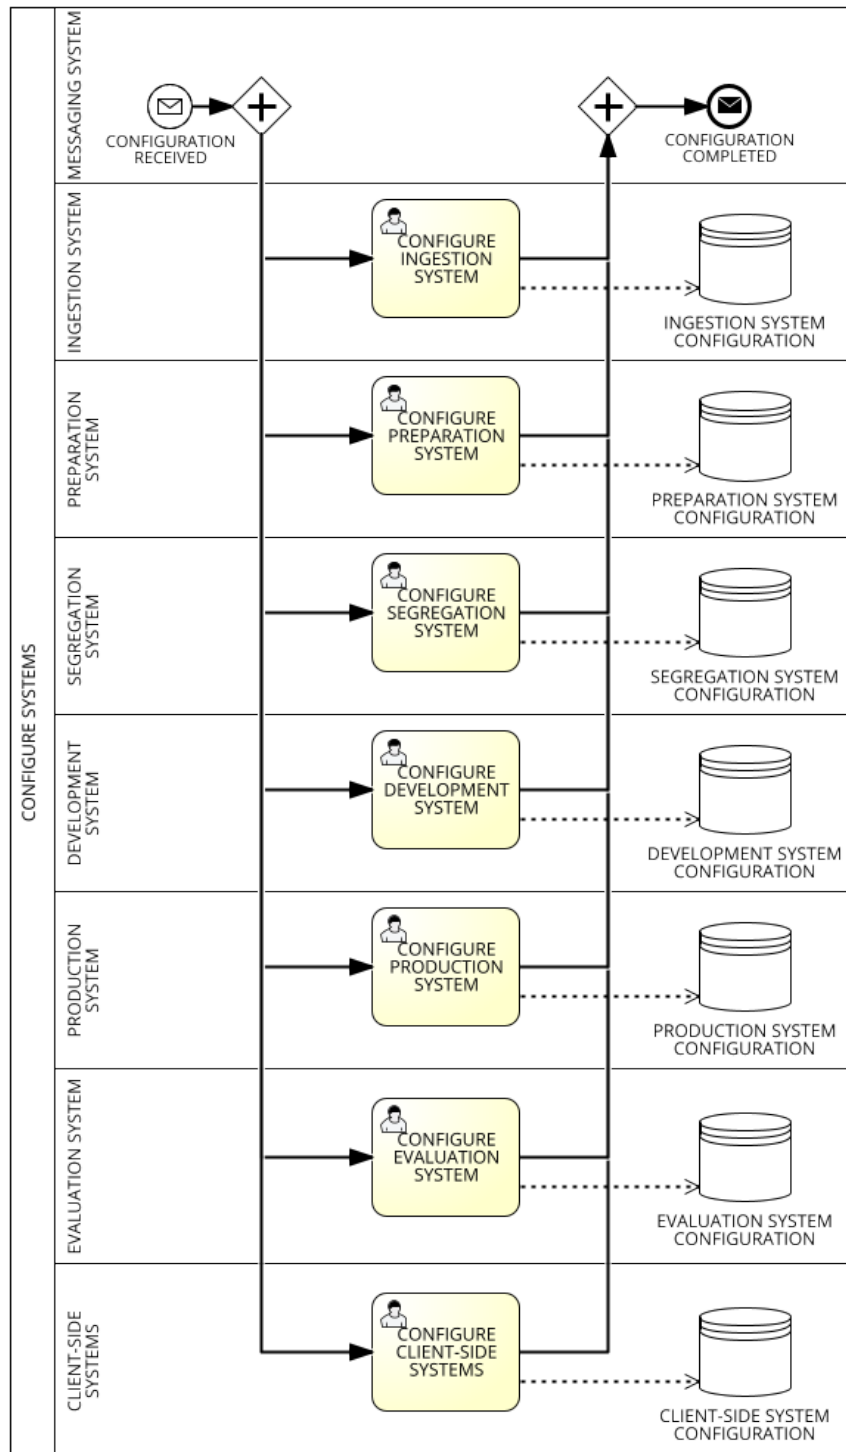 CONFIGURE SYSTEMS
MESSAGING SYSTEM
CONFIGURATION
RECEIVED
CONFIGURATION
COMPLETED
INGESTION SYSTEM
CONFIGURE
INGESTION
SYSTEM
INGESTION SYSTEM
CONFIGURATION
PREPARATION
SYSTEM
CONFIGURE
PREPARATION
SYSTEM
PREPARATION SYSTEM
CONFIGURATION
SEGREGATION
SYSTEM
CONFIGURE
SEGREGATION
SYSTEM
SEGREGATION SYSTEM
CONFIGURATION
DEVELOPMENT
SYSTEM
CONFIGURE
DEVELOPMENT
SYSTEM
DEVELOPMENT SYSTEM
CONFIGURATION
PRODUCTION
SYSTEM
CONFIGURE
PRODUCTION
SYSTEM
PRODUCTION SYSTEM
CONFIGURATION
EVALUATION SYSTEM
CONFIGURE
EVALUATION
SYSTEM
EVALUATION SYSTEM
CONFIGURATION
CLIENT-SIDE
SYSTEMS
CONFIGURE
CLIENT-SIDE
SYSTEMS
CLIENT-SIDE SYSTEM
CONFIGURATION